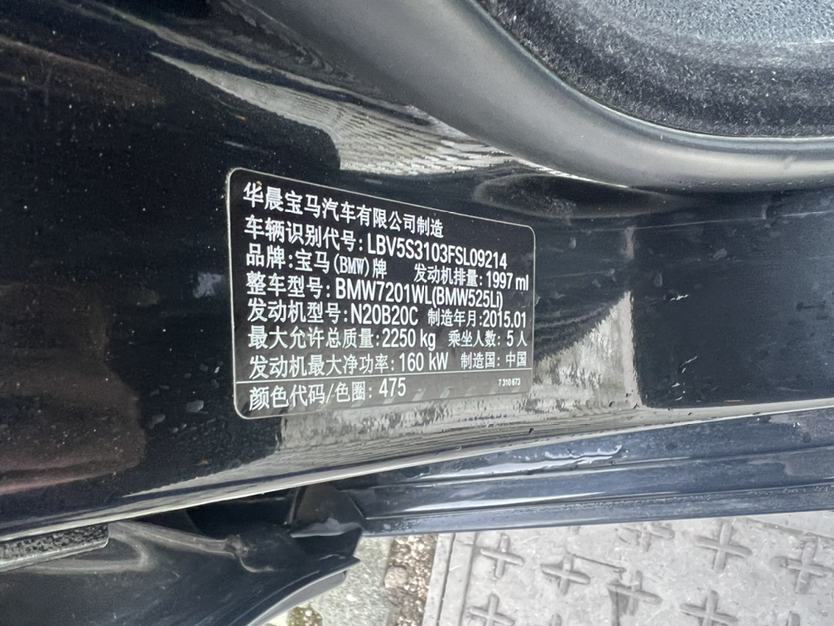 华晨宝马汽车有限公司制造
车辆识别代号: LBV5S3103FSL09214
品牌: 宝马(BMW)牌 发动机排量: 1997 ml
整车型号: BMW7201WL(BMW525Li)
发动机型号: N20B20C 制造年月: 2015.01
最大允许总质量: 2250 kg 乘坐人数: 5 人
发动机最大净功率: 160 kW 制造国: 中国
颜色代码/色圈: 475 7 310 673